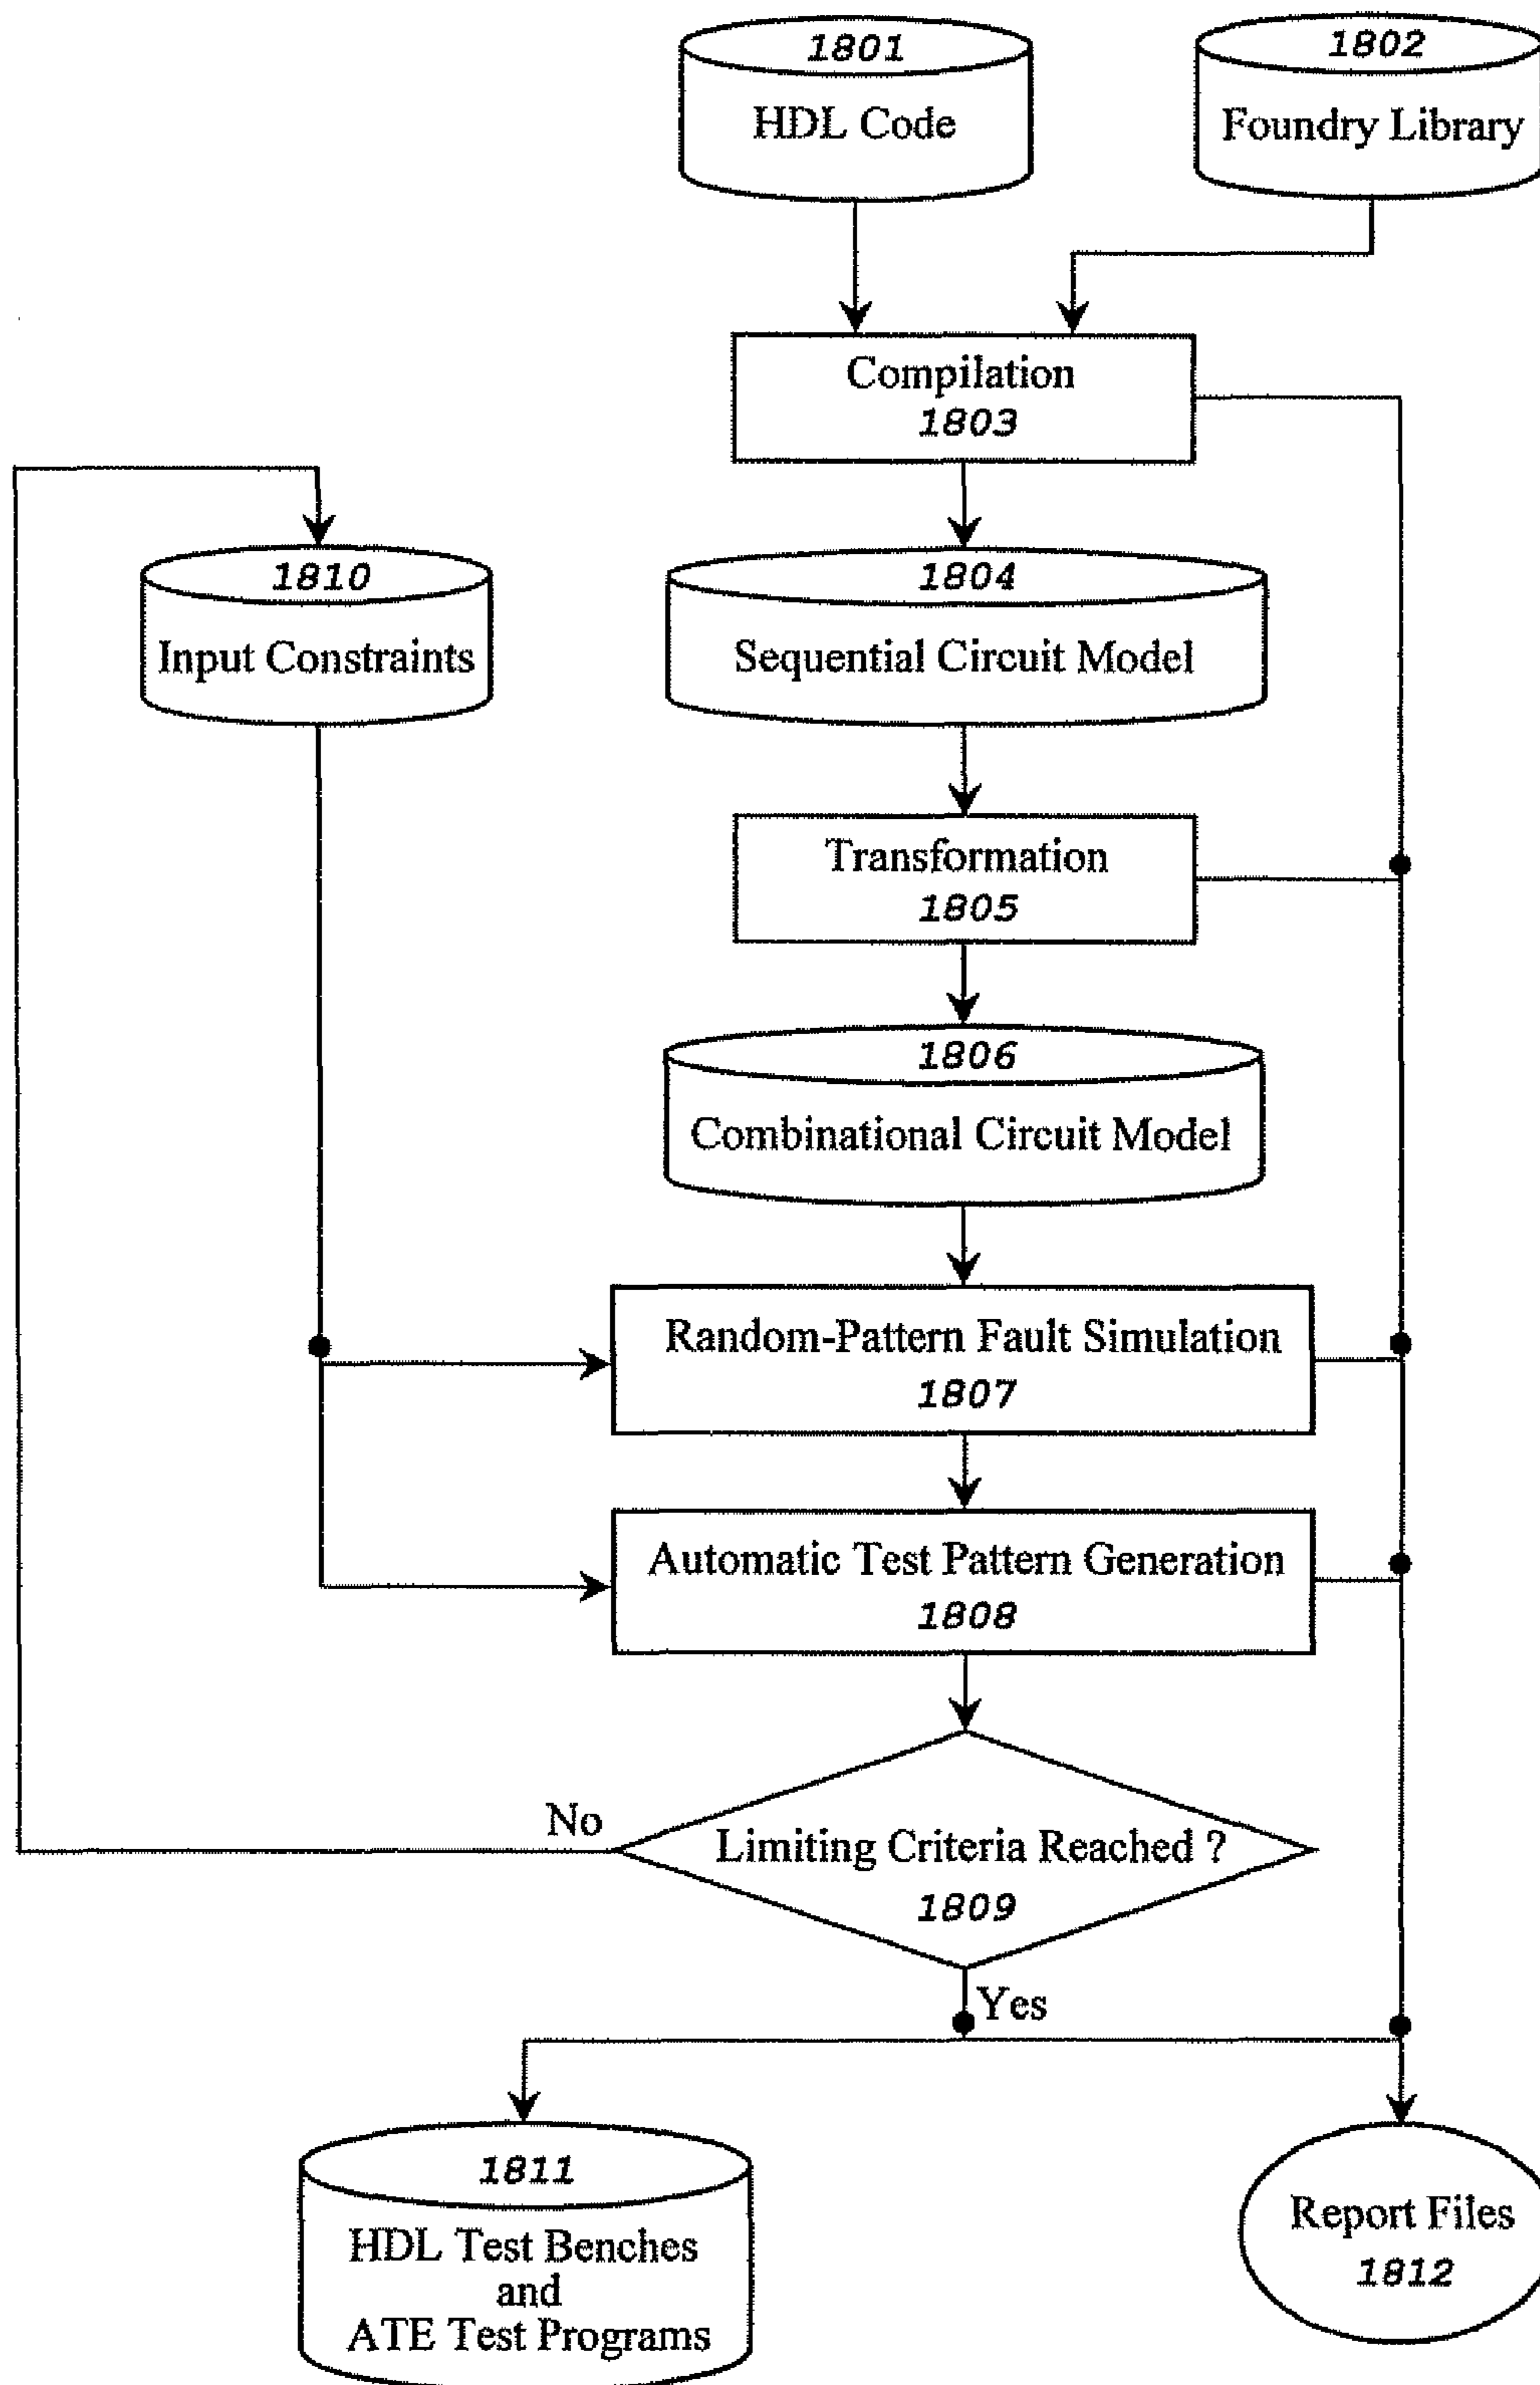 1801
HDL Code
1802
Foundry Library
Compilation
1803
1810
Input Constraints
1804
Sequential Circuit Model
Transformation
1805
1806
Combinational Circuit Model
Random-Pattern Fault Simulation
1807
Automatic Test Pattern Generation
1808
No
Limiting Criteria Reached ?
1809
Yes
1811
HDL Test Benches
and
ATE Test Programs
Report Files
1812